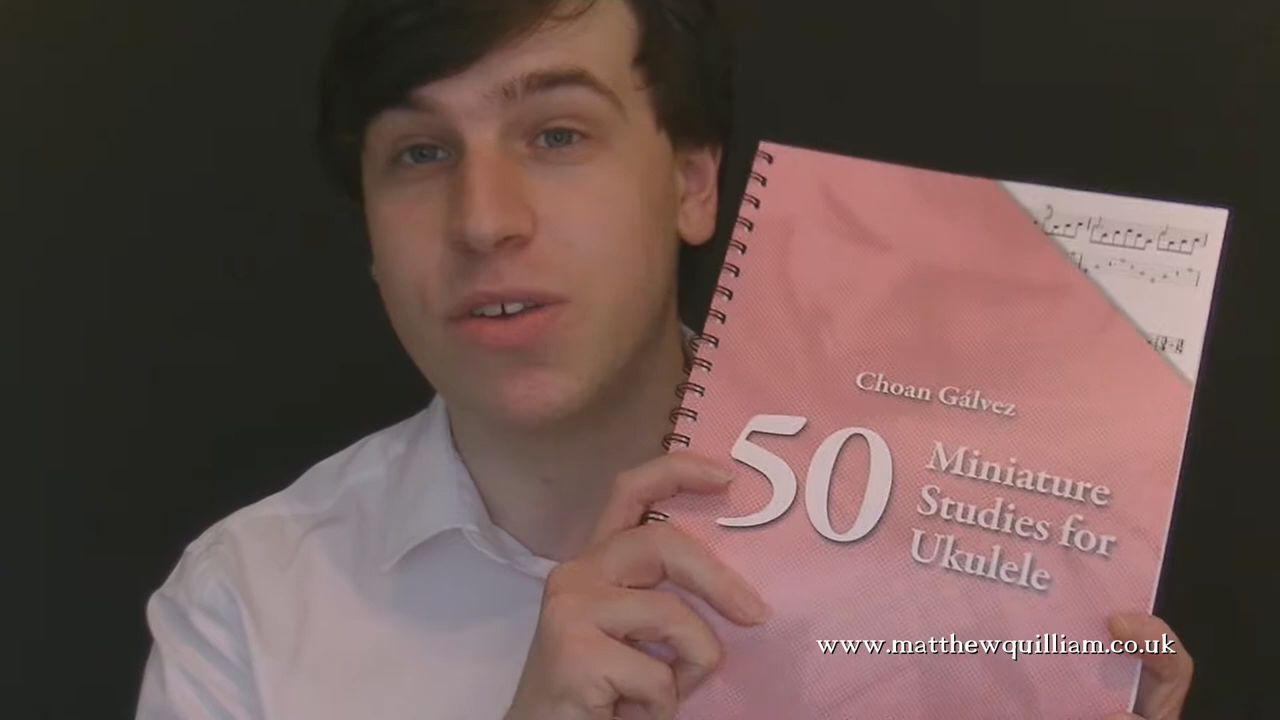 Choan Gálvez
50
Miniature
Studies for
Ukulele
www.matthewquilliam.co.uk